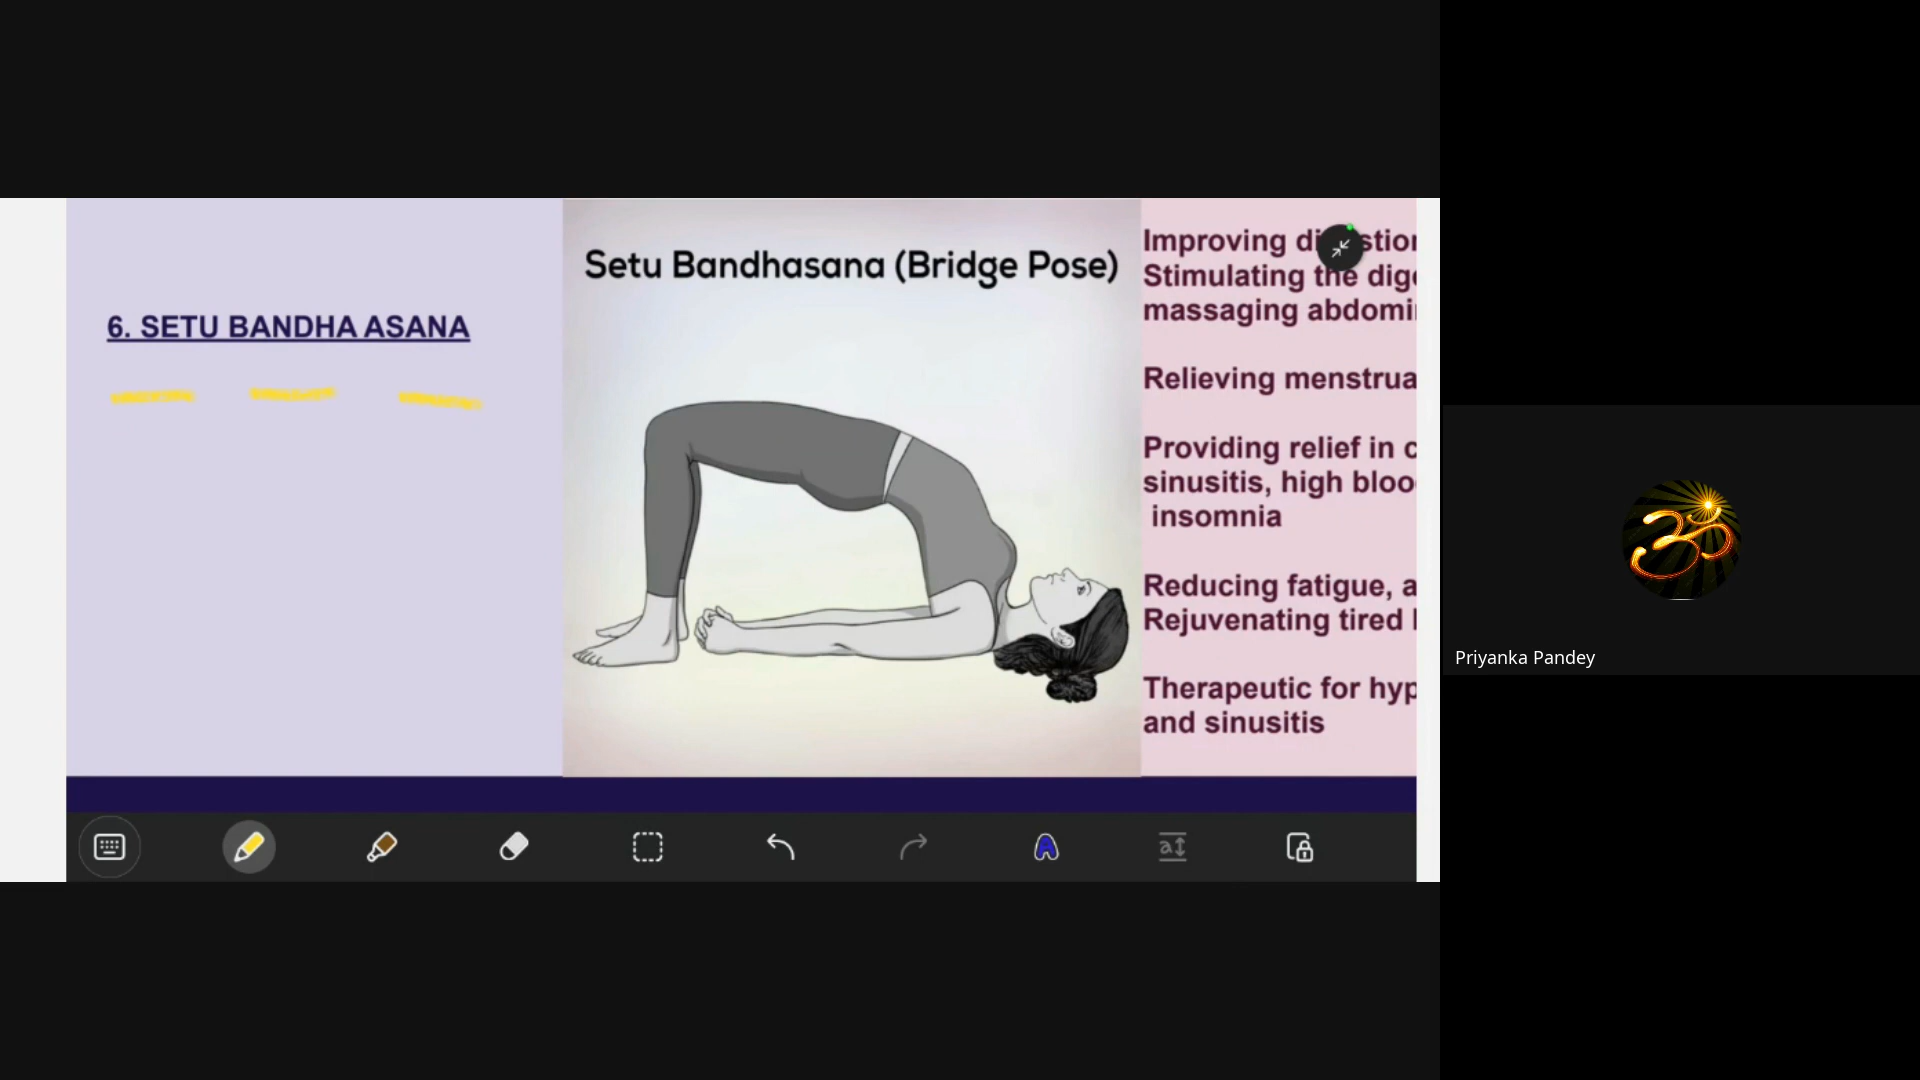 6. SETU BANDHA ASANA
Setu Bandhasana (Bridge Pose)
Improving di stion
Stimulating the dige
massaging abdomi
Relieving menstrua
Providing relief in c
sinusitis, high bloo
insomnia
Reducing fatigue, a
Rejuvenating tired
Therapeutic for hyp
and sinusitis
Priyanka Pandey